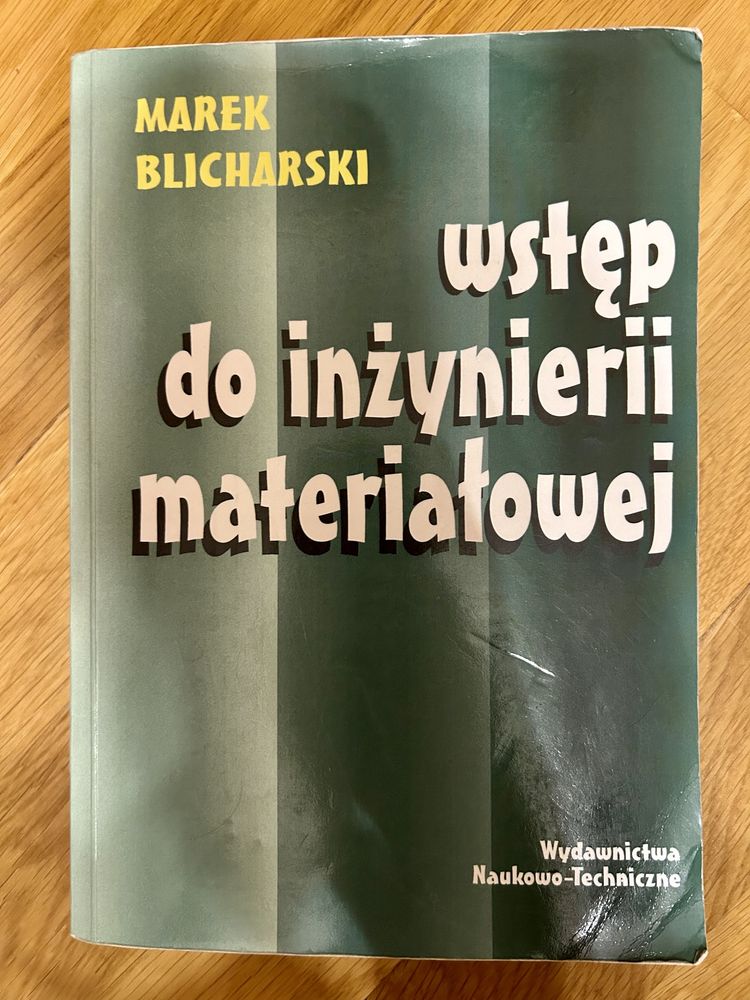 MAREK
BLICHARSKI
wstęp
do inżynierii
materiałowej
Wydawnictwa
Naukowo-Techniczne